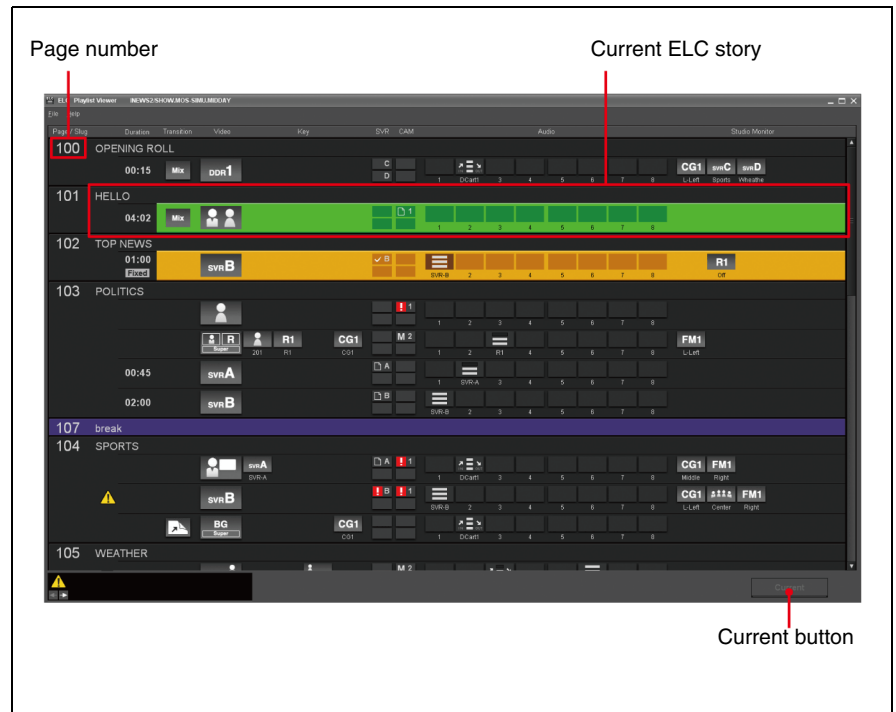 Page number Current ELC story
ELC Playlist Viewer INEWS2/SHOW.MOS-SIMU.MIDDAY
File Help
Page / Slug Duration Transition Video Key SVR CAM Audio Studio Monitor
100 OPENING ROLL
00:15 Mix DDR1 C CG1 SVRC SVRD
D 1 DCart1 3 4 5 6 7 8 L-Left Sports Wheathe
101 HELLO
04:02 Mix 1
1 2 3 4 5 6 7 8
102 TOP NEWS
01:00 SVRB B R1
Fixed SVR-B 2 3 4 5 6 7 8 Off
103 POLITICS
! 1
1 2 3 4 5 6 7 8
R R1 CG1 M 2 FM1
Super 201 R1 CG1 1 2 R1 4 5 6 7 8 L-Left
00:45 SVRA A
1 SVR-A 3 4 5 6 7 8
02:00 SVRB B
SVR-B 2 3 4 5 6 7 8
107 break
104 SPORTS
SVRA A ! 1 CG1 FM1
SVR-A 1 DCart1 3 4 5 6 7 8 Middle Right
! SVRB ! B ! 1 CG1 FM1
SVR-B 2 3 4 5 6 7 8 L-Left Center Right
BG CG1
Super CG1 1 DCart1 3 4 5 6 7 8
105 WEATHER
M 2
! Current
Current button